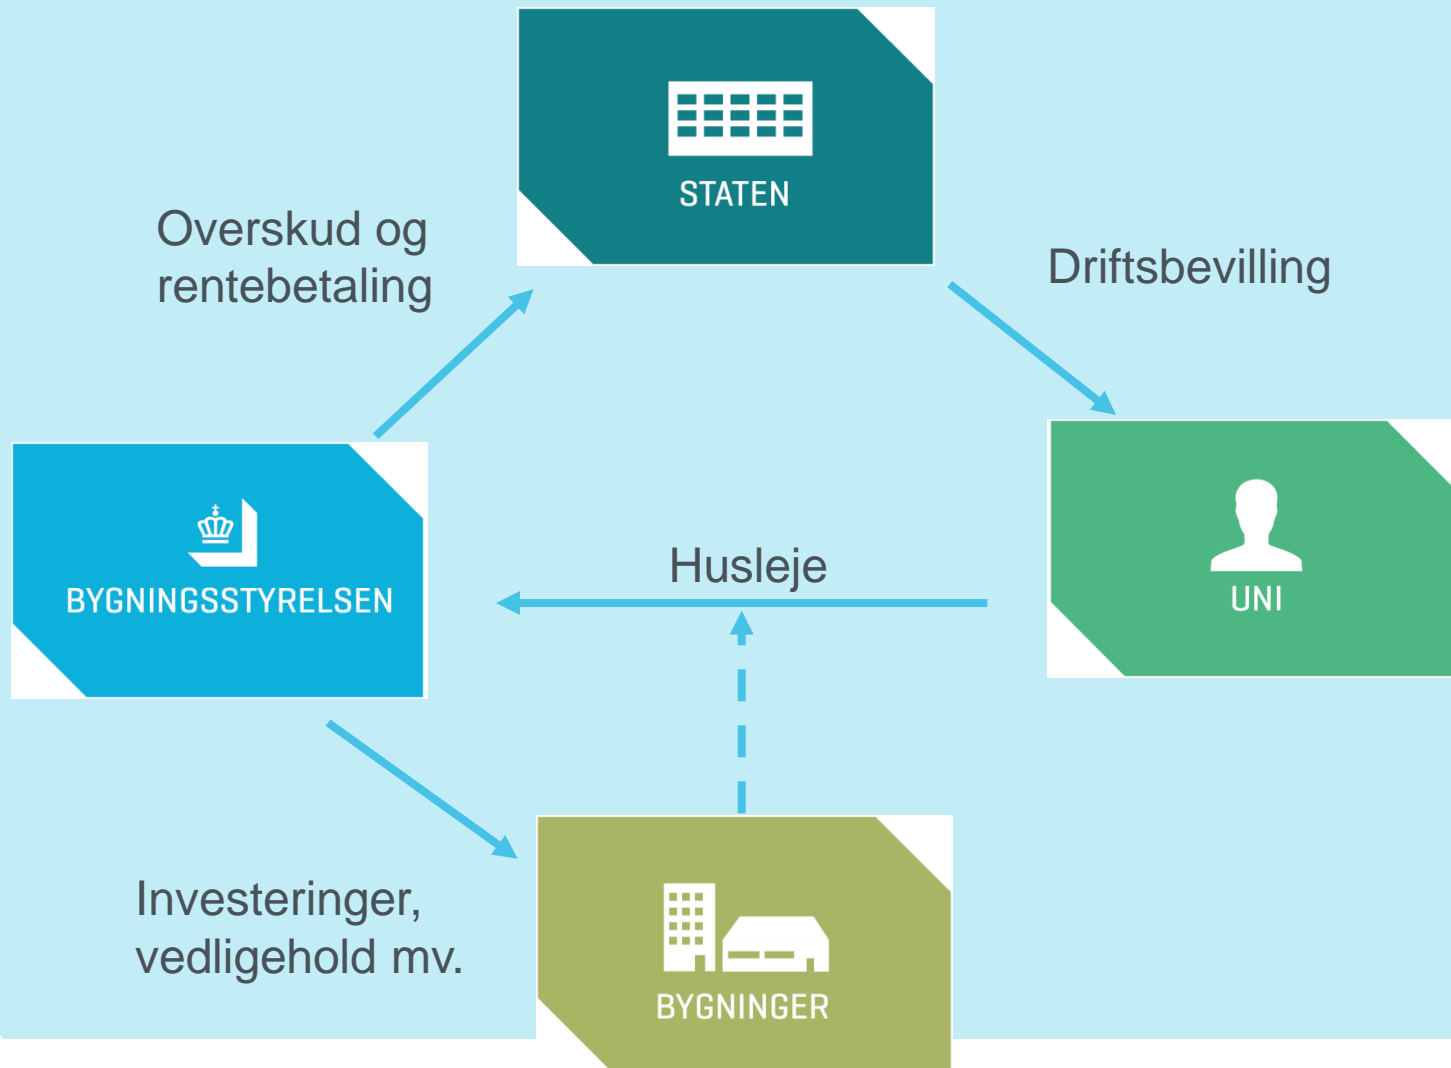 STATEN
Overskud og
rentebetaling
Driftsbevilling
BYGNINGSSTYRELSEN
Husleje
UNI
Investeringer,
vedligehold mv.
BYGNINGER